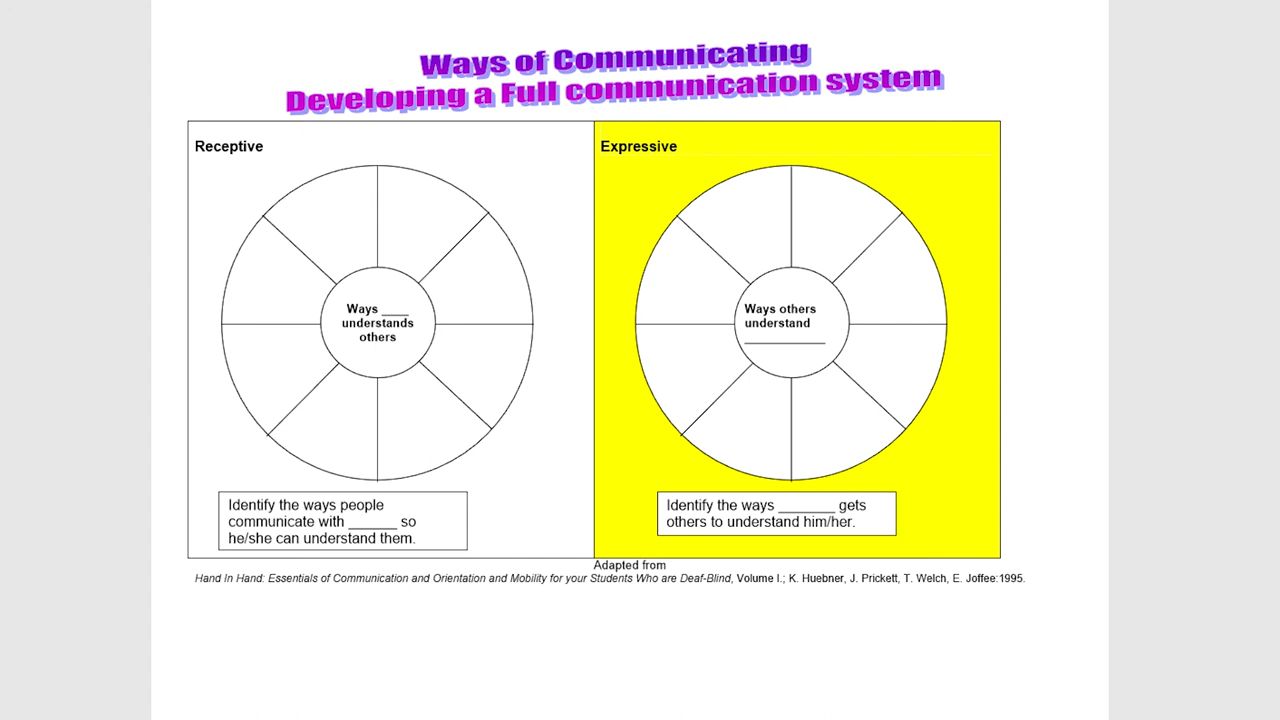 Ways of Communicating
Developing a Full communication system
Receptive
Ways ____
understands
others
Identify the ways people
communicate with ______ so
he/she can understand them.
Expressive
Ways others
understand
_____________
Identify the ways _______ gets
others to understand him/her.
Adapted from
Hand In Hand: Essentials of Communication and Orientation and Mobility for your Students Who are Deaf-Blind, Volume I.; K. Huebner, J. Prickett, T. Welch, E. Joffee:1995.